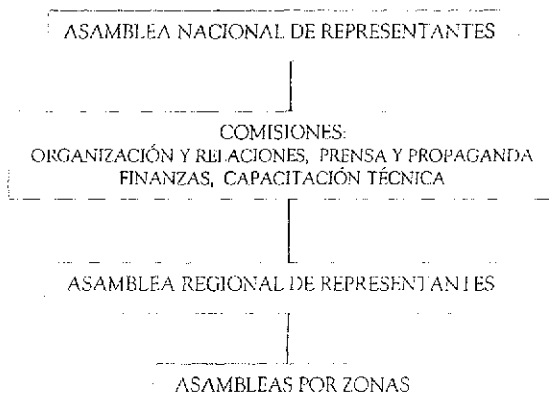 ASAMBLEA NACIONAL DE REPRESENTANTES
COMISIONES:
ORGANIZACIÓN Y RELACIONES, PRENSA Y PROPAGANDA
FINANZAS, CAPACITACIÓN TÉCNICA
ASAMBLEA REGIONAL DE REPRESENTANTES
ASAMBLEAS POR ZONAS